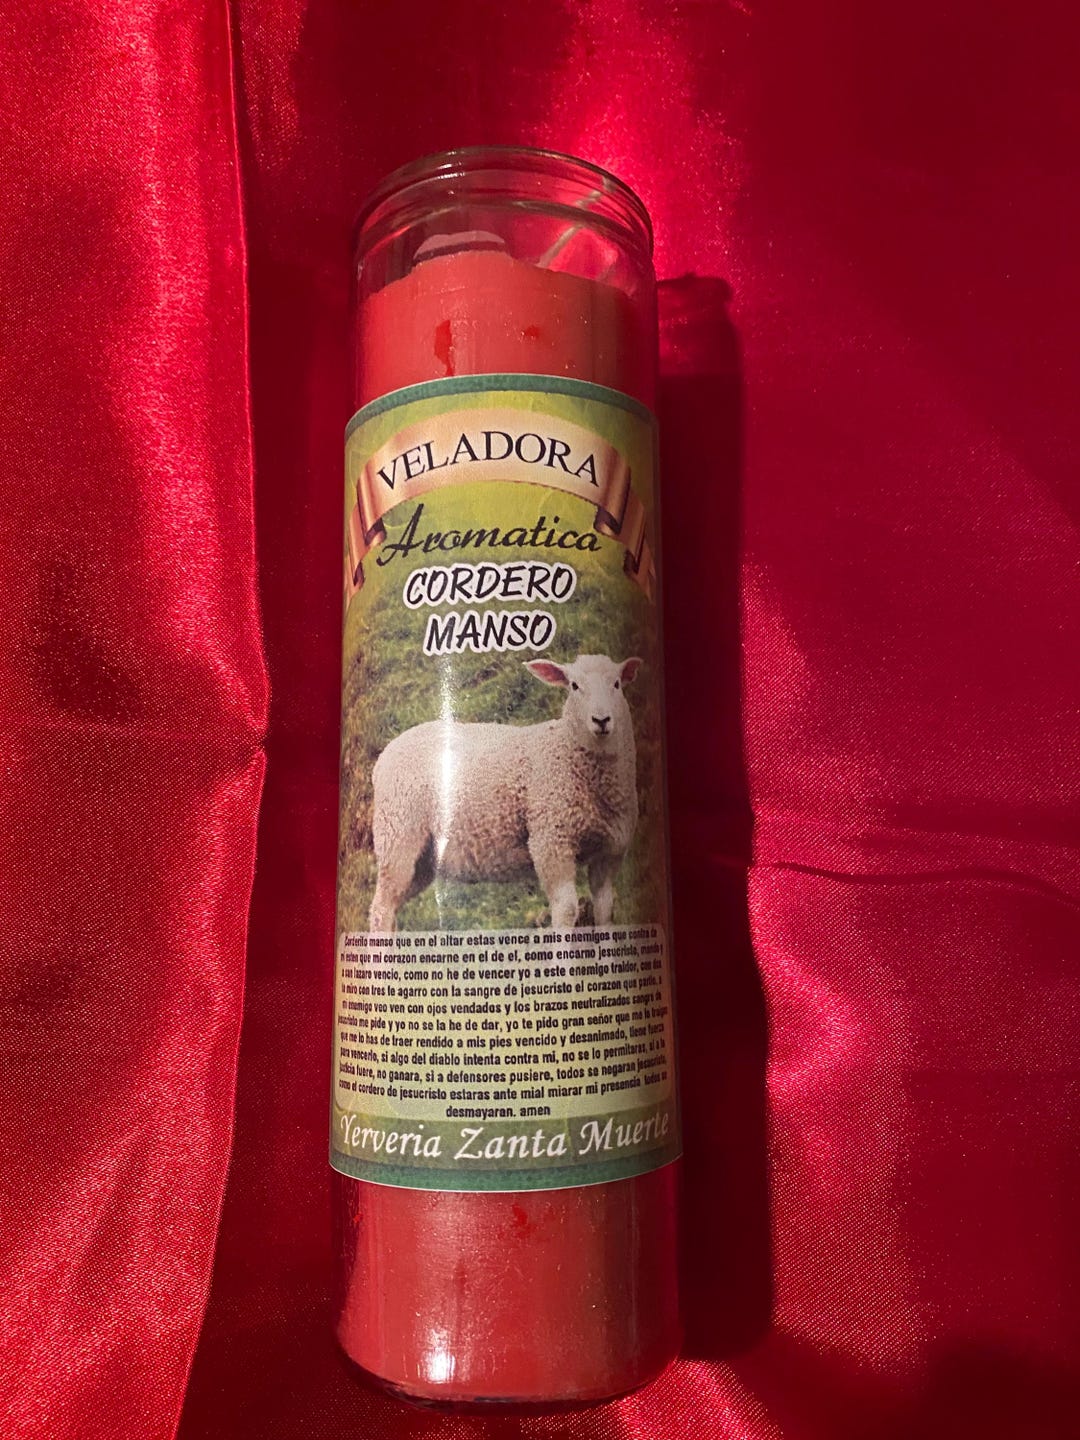 VELADORA
Aromatica
CORDERO
MANSO
Corderito manso que en el altar estas vence a mis enemigos que contra de
mi esten que mi corazon encarne en el de el, como encarno jesucristo, mando y
a san lazaro vencio, como no he de vencer yo a este enemigo traidor, con dos
lo miro con tres le agarro con la sangre de jesucristo el corazon que partio, a
mi enemigo veo ven con ojos vendados y los brazos neutralizados sangre de
jesucristo me pide y yo no se la he de dar, yo te pido gran señor que me lo traigas
que me lo has de traer rendido a mis pies vencido y desanimado, tiene fuerza
para vencerlo, si algo del diablo intenta contra mi, no se lo permitaras, si a la
justicia fuere, no ganara, si a defensores pusiere, todos se negaran jesucristo,
como el cordero de jesucristo estaras ante mial miarar mi presencia todos se
desmayaran. amen
Yerveria Zanta Muerte